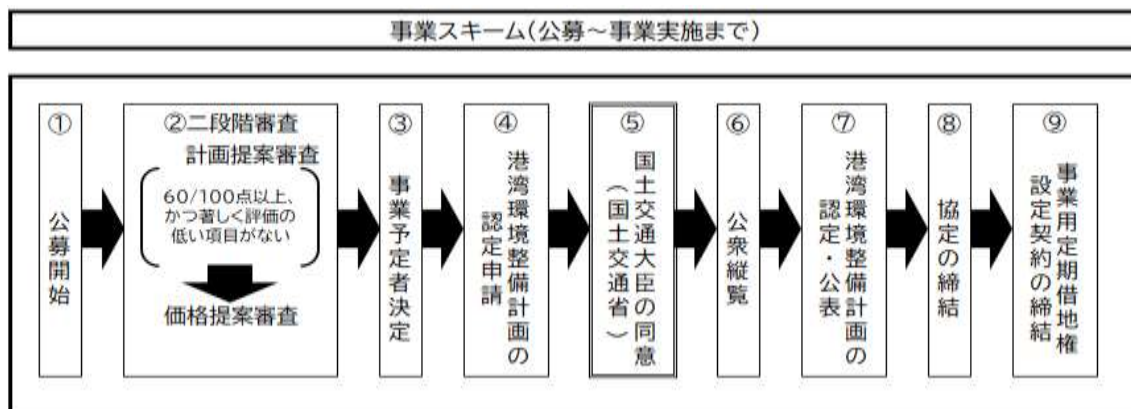 事業スキーム(公募～事業実施まで)
①
公募開始
②二段階審査
計画提案審査
60/100点以上、
かつ著しく評価の
低い項目がない
価格提案審査
③
事業予定者決定
④
港湾環境整備計画の
認定申請
⑤
国土交通大臣の同意
(国土交通省)
⑥
公衆縦覧
⑦
港湾環境整備計画の
認定・公表
⑧
協定の締結
⑨
事業用定期借地権
設定契約の締結